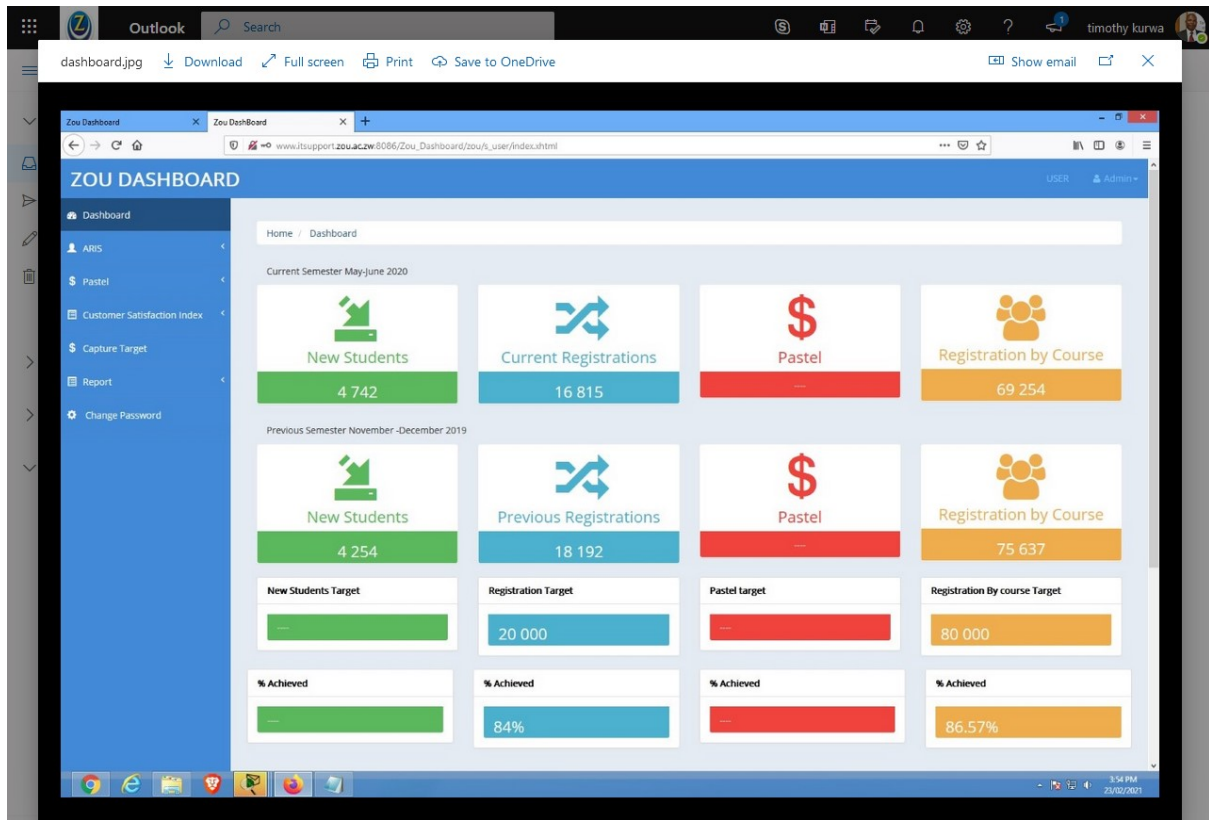 Outlook
Search
timothy kurwa
dashboard.jpg Download Full screen Print Save to OneDrive Show email
Zou Dashboard Zou DashBoard
www.itsupport.zou.ac.zw:8086/Zou_Dashboard/zou/s_user/index.xhtml
ZOU DASHBOARD USER Admin
Dashboard
ARIS
$ Pastel
Customer Satisfaction Index
$ Capture Target
Report
Change Password
Home / Dashboard
Current Semester May-June 2020
New Students Current Registrations Pastel Registration by Course
4 742 16 815 --- 69 254
Previous Semester November -December 2019
New Students Previous Registrations Pastel Registration by Course
4 254 18 192 --- 75 637
New Students Target Registration Target Pastel target Registration By course Target
--- 20 000 --- 80 000
% Achieved % Achieved % Achieved % Achieved
--- 84% --- 86.57%
3:54 PM
23/02/2021